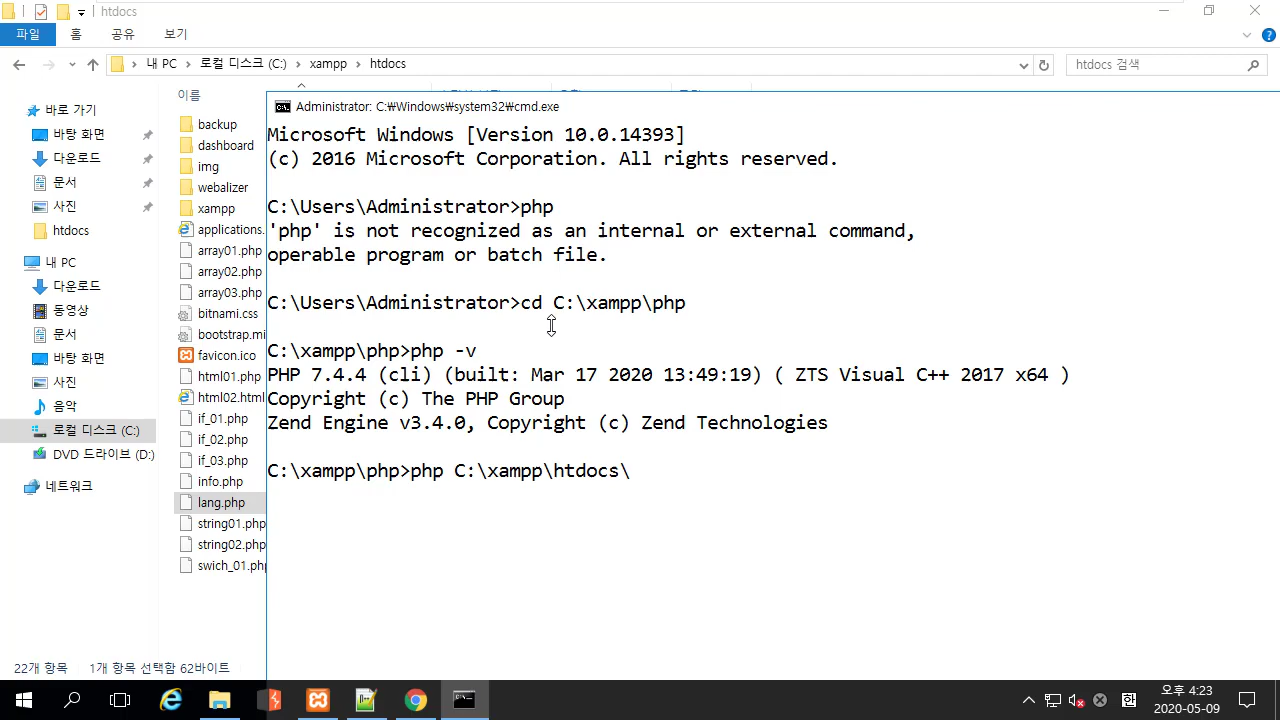 htdocs
파일 홈 공유 보기
내 PC 로컬 디스크 (C:) xampp htdocs
htdocs 검색
바로 가기
바탕 화면
다운로드
문서
사진
htdocs
내 PC
다운로드
동영상
문서
바탕 화면
사진
음악
로컬 디스크 (C:)
DVD 드라이브 (D:)
네트워크
이름
backup
dashboard
img
webalizer
xampp
applications.
array01.php
array02.php
array03.php
bitnami.css
bootstrap.mi
favicon.ico
html01.php
html02.html
if_01.php
if_02.php
if_03.php
info.php
lang.php
string01.php
string02.php
swich_01.php
Administrator: C:₩Windows₩system32₩cmd.exe
Microsoft Windows [Version 10.0.14393]
(c) 2016 Microsoft Corporation. All rights reserved.
C:\Users\Administrator>php
'php' is not recognized as an internal or external command,
operable program or batch file.
C:\Users\Administrator>cd C:\xampp\php
C:\xampp\php>php -v
PHP 7.4.4 (cli) (built: Mar 17 2020 13:49:19) ( ZTS Visual C++ 2017 x64 )
Copyright (c) The PHP Group
Zend Engine v3.4.0, Copyright (c) Zend Technologies
C:\xampp\php>php C:\xampp\htdocs\
22개 항목 1개 항목 선택함 62바이트
한
오후 4:23
2020-05-09